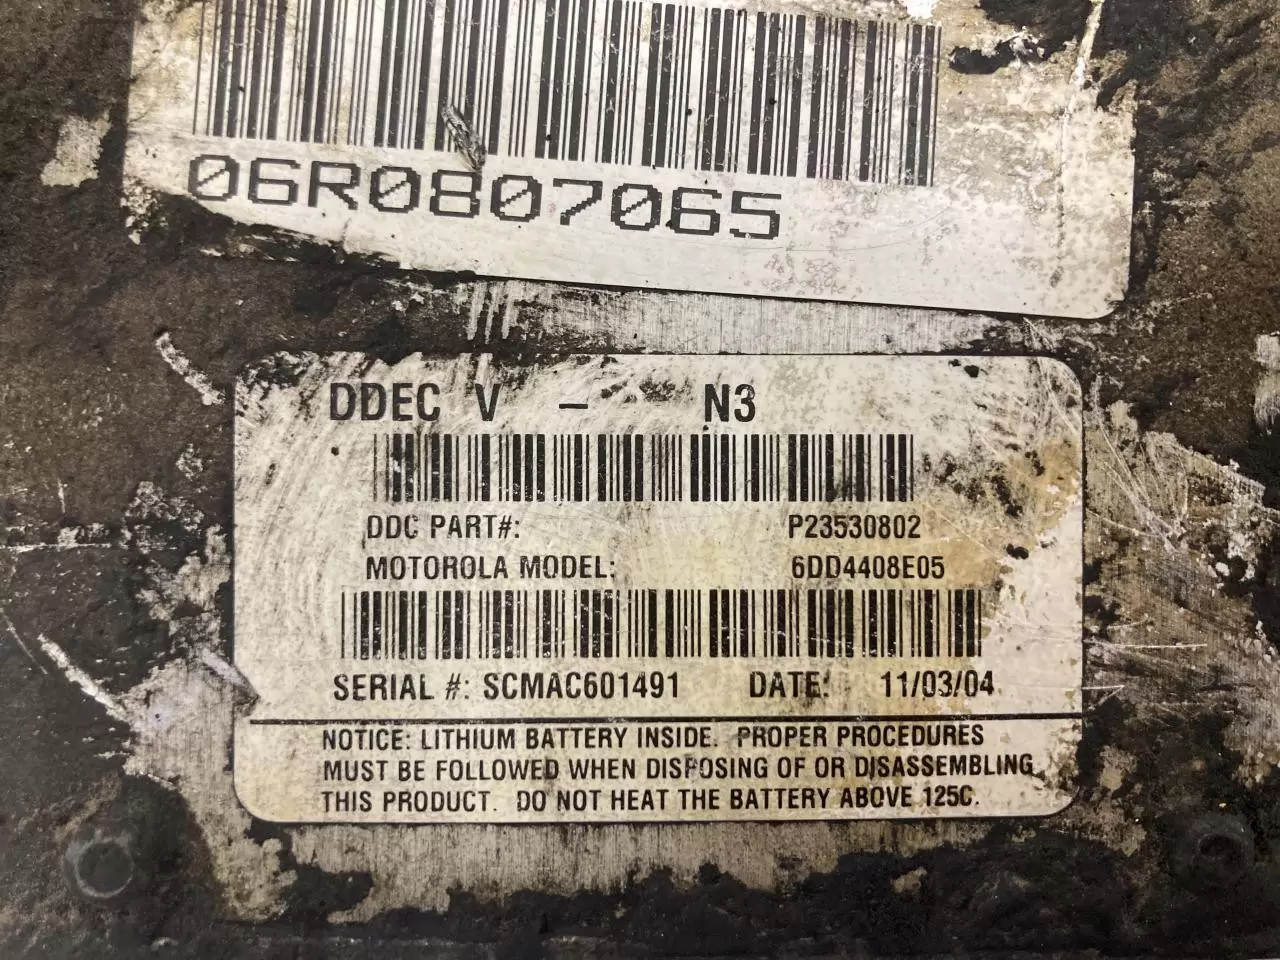 06R0807065
DDEC V - N3
DDC PART#: P23530802
MOTOROLA MODEL: 6DD4408E05
SERIAL #: SCMAC601491 DATE: 11/03/04
NOTICE: LITHIUM BATTERY INSIDE. PROPER PROCEDURES
MUST BE FOLLOWED WHEN DISPOSING OF OR DISASSEMBLING
THIS PRODUCT. DO NOT HEAT THE BATTERY ABOVE 125C.